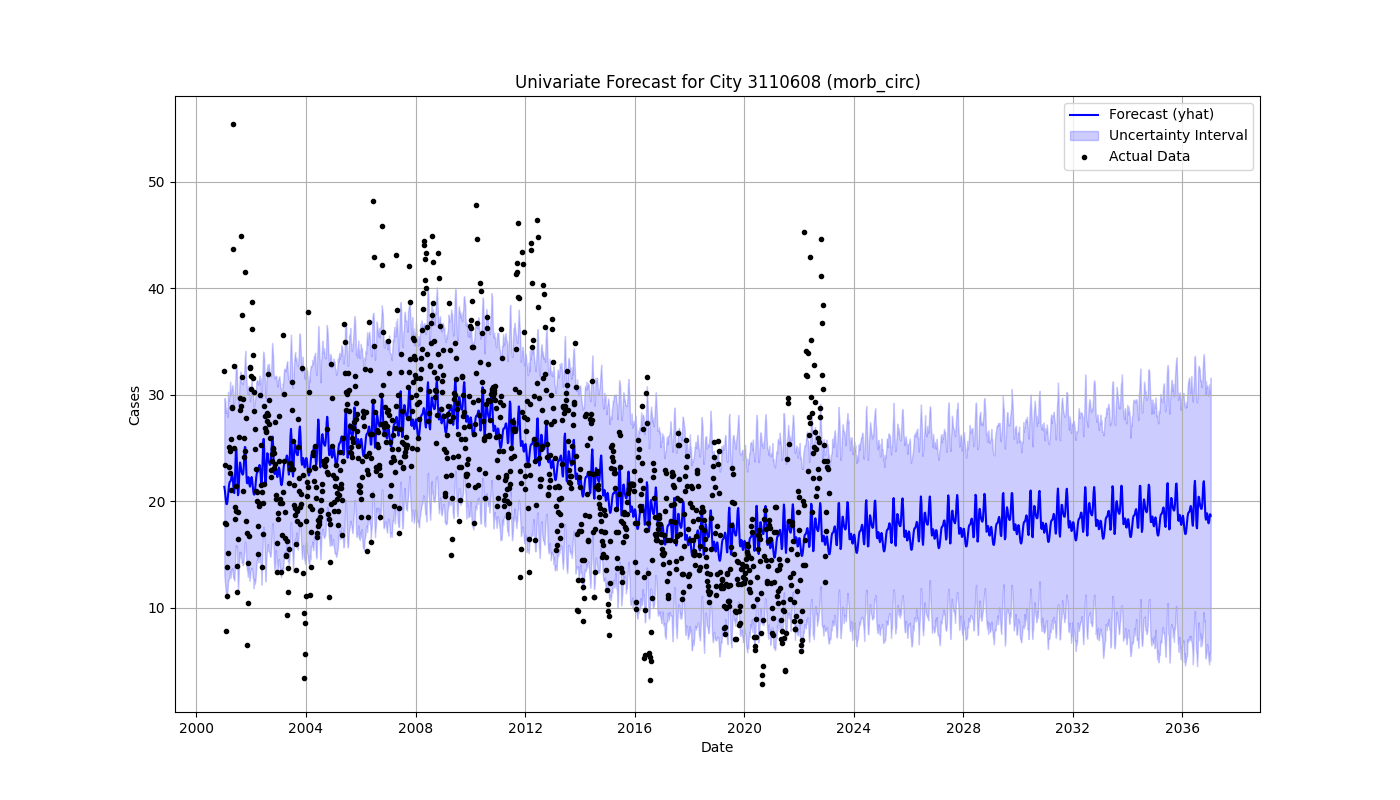 Univariate Forecast for City 3110608 (morb_circ)
Forecast (yhat)
Uncertainty Interval
Actual Data
Cases
50
40
30
20
10
2000 2004 2008 2012 2016 2020 2024 2028 2032 2036
Date